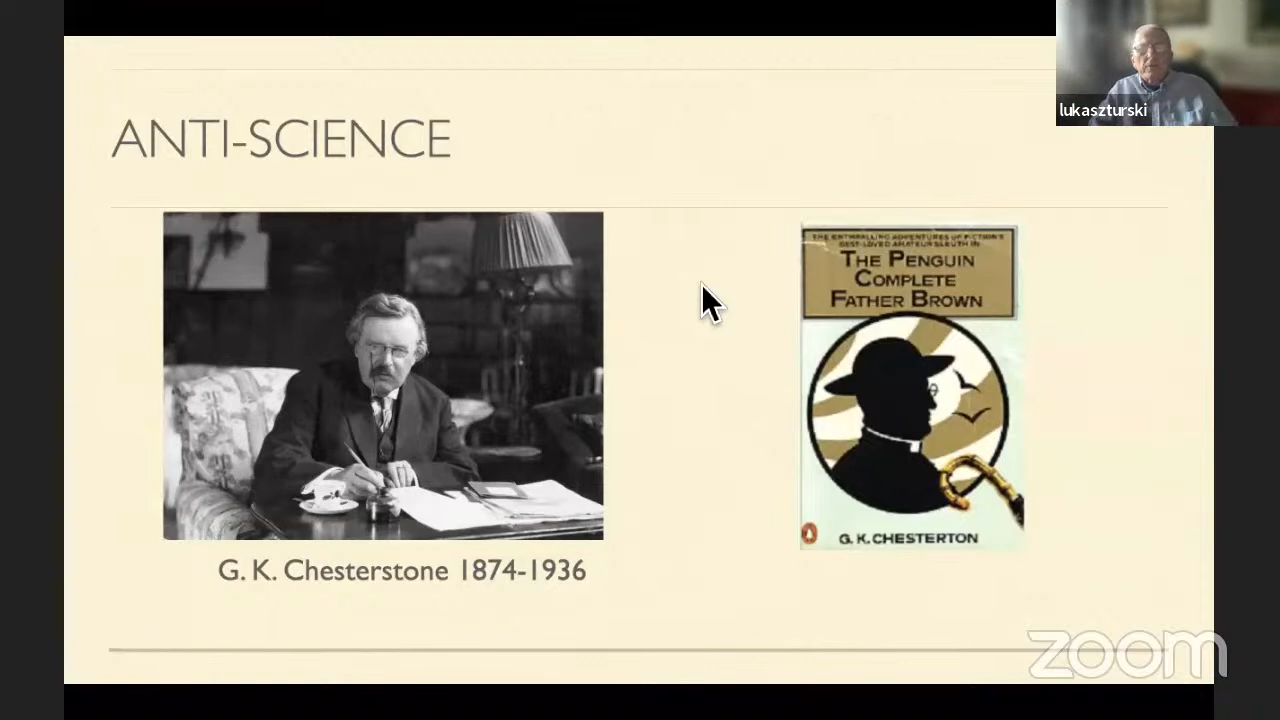 lukaszturski
ANTI-SCIENCE
THE ENTHRALLING ADVENTURES OF FICTION'S
BEST-LOVED AMATEUR SLEUTH IN
THE PENGUIN
COMPLETE
FATHER BROWN
G. K. CHESTERTON
G. K. Chesterstone 1874-1936
zoom